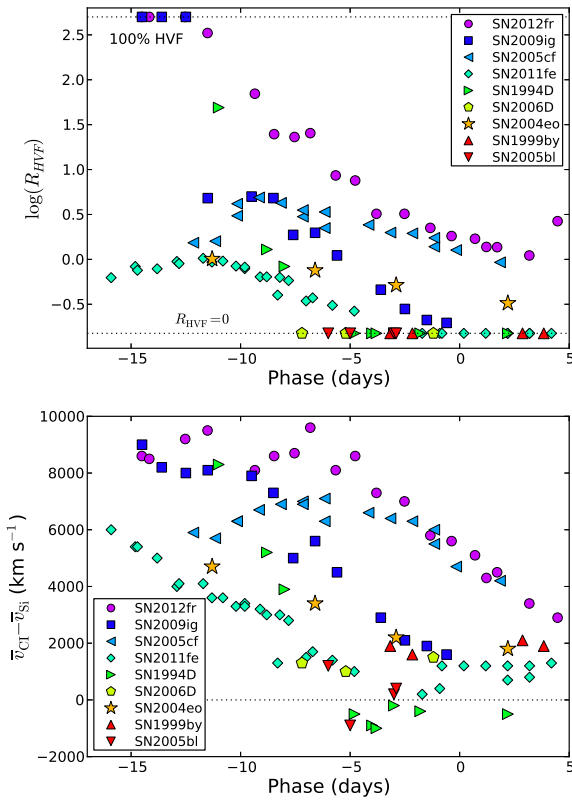 2.5
2.0
1.5
1.0
0.5
0.0
−0.5
log(R_HVF)
100% HVF
R_HVF=0
SN2012fr
SN2009ig
SN2005cf
SN2011fe
SN1994D
SN2006D
SN2004eo
SN1999by
SN2005bl
−15 −10 −5 0 5
Phase (days)
10000
8000
6000
4000
2000
0
−2000
v̅_CI−v̅_Si (km s⁻¹)
SN2012fr
SN2009ig
SN2005cf
SN2011fe
SN1994D
SN2006D
SN2004eo
SN1999by
SN2005bl
−15 −10 −5 0 5
Phase (days)